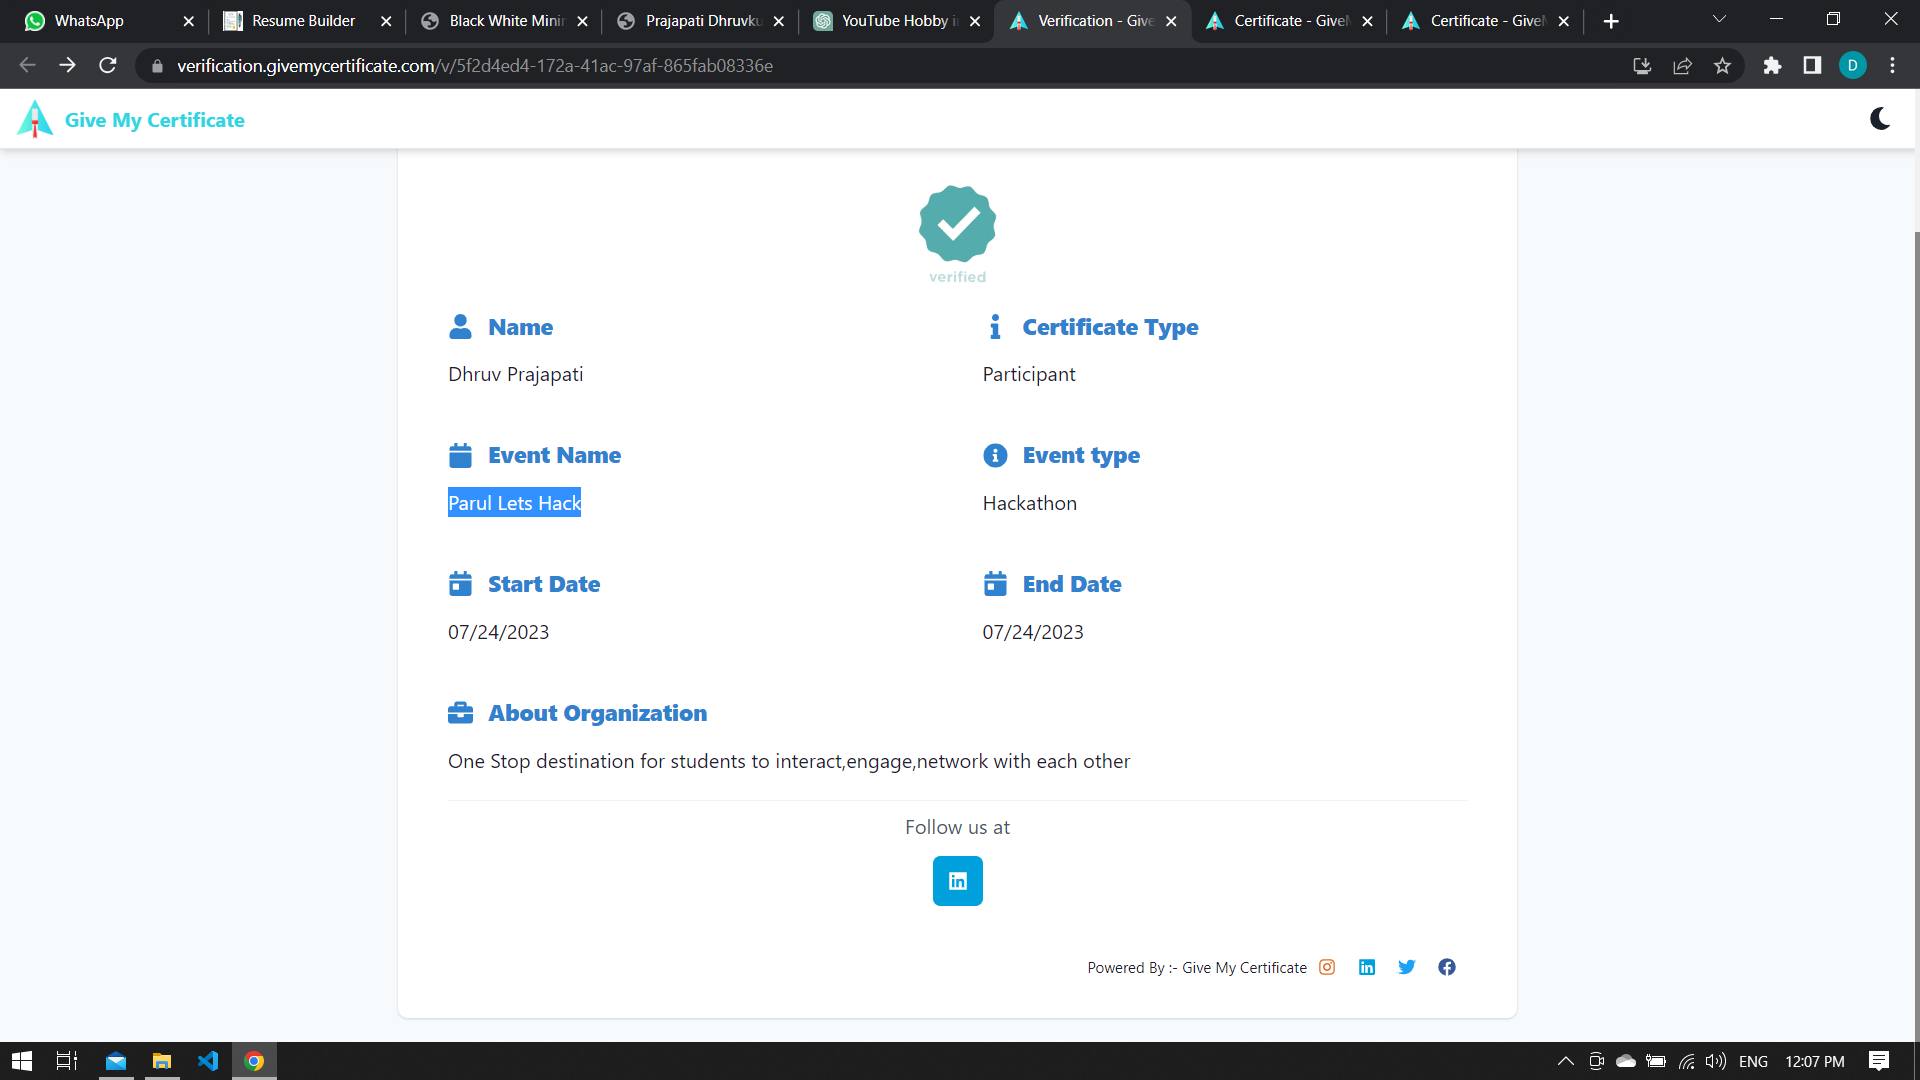 WhatsApp
Resume Builder
Black White Minin
Prajapati Dhruvku
YouTube Hobby i
Verification - Give
Certificate - GiveM
Certificate - GiveM
verification.givemycertificate.com/v/5f2d4ed4-172a-41ac-97af-865fab08336e
D
Give My Certificate
verified
Name
Certificate Type
Dhruv Prajapati
Participant
Event Name
Event type
Parul Lets Hack
Hackathon
Start Date
End Date
07/24/2023
07/24/2023
About Organization
One Stop destination for students to interact,engage,network with each other
Follow us at
Powered By :- Give My Certificate
ENG
12:07 PM